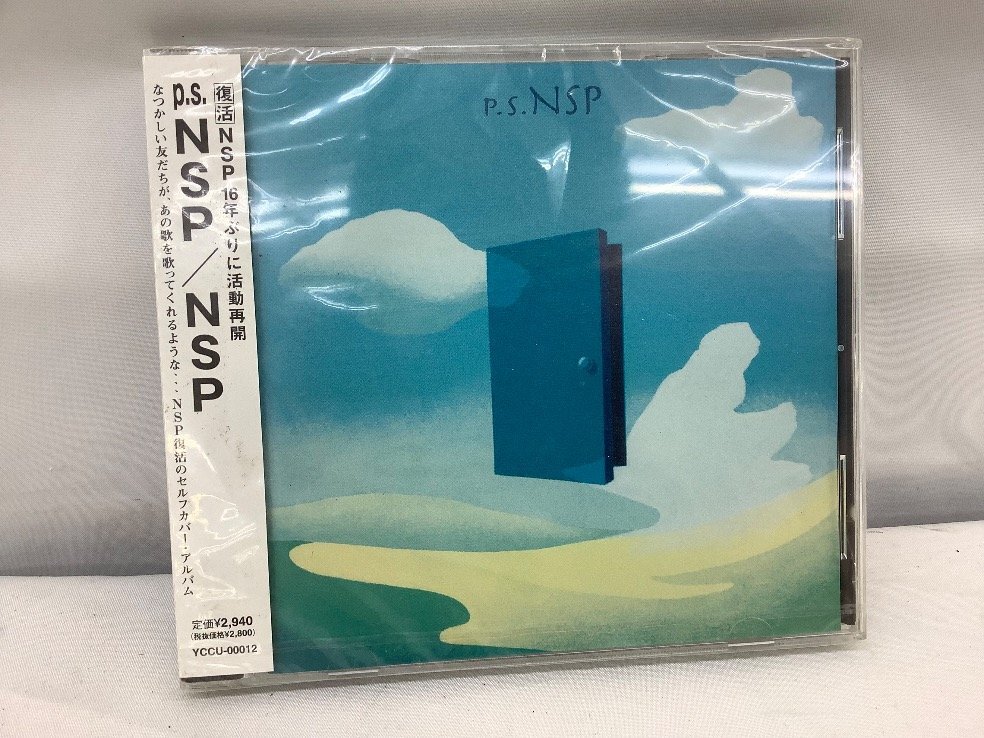 復活 NSP 16年ぶりに活動再開
p.s. NSP／NSP
なつかしい友だちが、あの歌を歌ってくれるような...NSP復活のセルフカバー・アルバム
定価¥2,940
(税抜価格¥2,800)
YCCU-00012
P.S.NSP